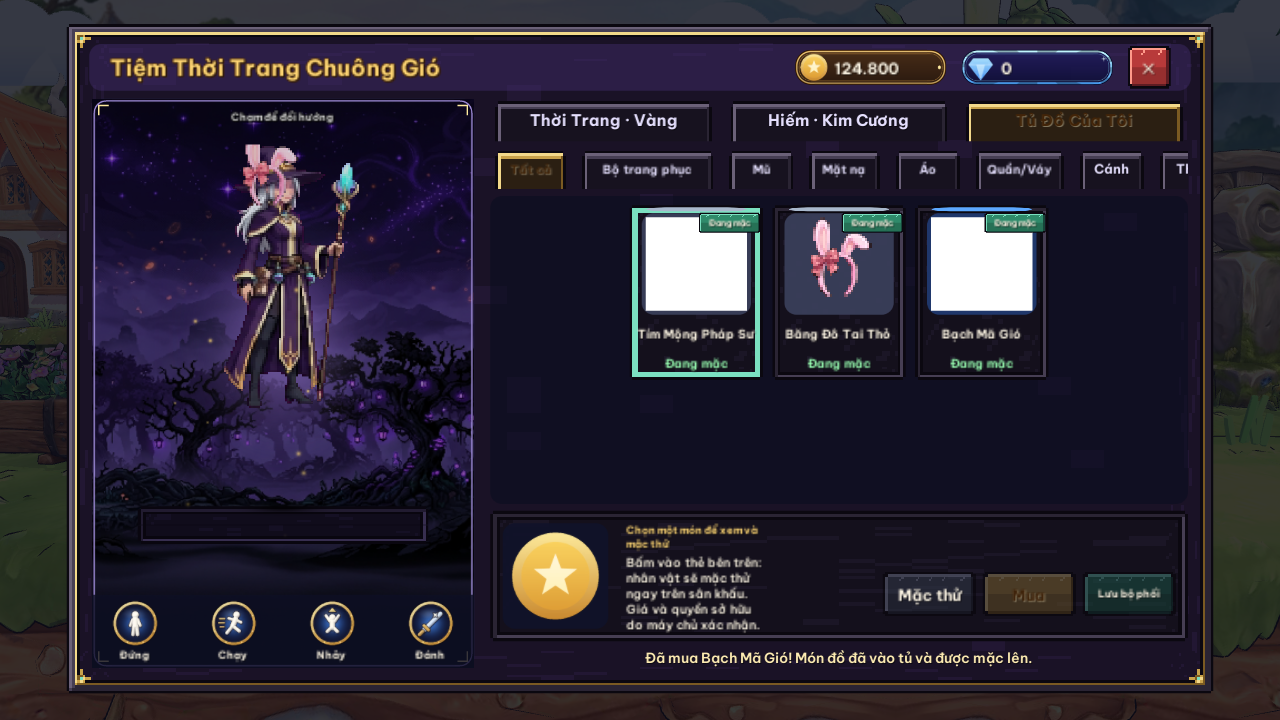 Tiệm Thời Trang Chuông Gió
124.800
0
×
Chạm để đổi hướng
Thời Trang · Vàng
Hiếm · Kim Cương
Tủ Đồ Của Tôi
Tất cả
Bộ trang phục
Mũ
Mặt nạ
Áo
Quần/Váy
Cánh
Đang mặc
Đang mặc
Đang mặc
Tím Mộng Pháp Sư
Băng Đô Tai Thỏ
Bạch Mã Gió
Đang mặc
Đang mặc
Đang mặc
Chọn một món để xem và
mặc thử
Bấm vào thẻ bên trên:
nhân vật sẽ mặc thử
ngay trên sân khấu.
Giá và quyền sở hữu
do máy chủ xác nhận.
Mặc thử
Mua
Lưu bộ phối
Đứng
Chạy
Nhảy
Đánh
Đã mua Bạch Mã Gió! Món đồ đã vào tủ và được mặc lên.